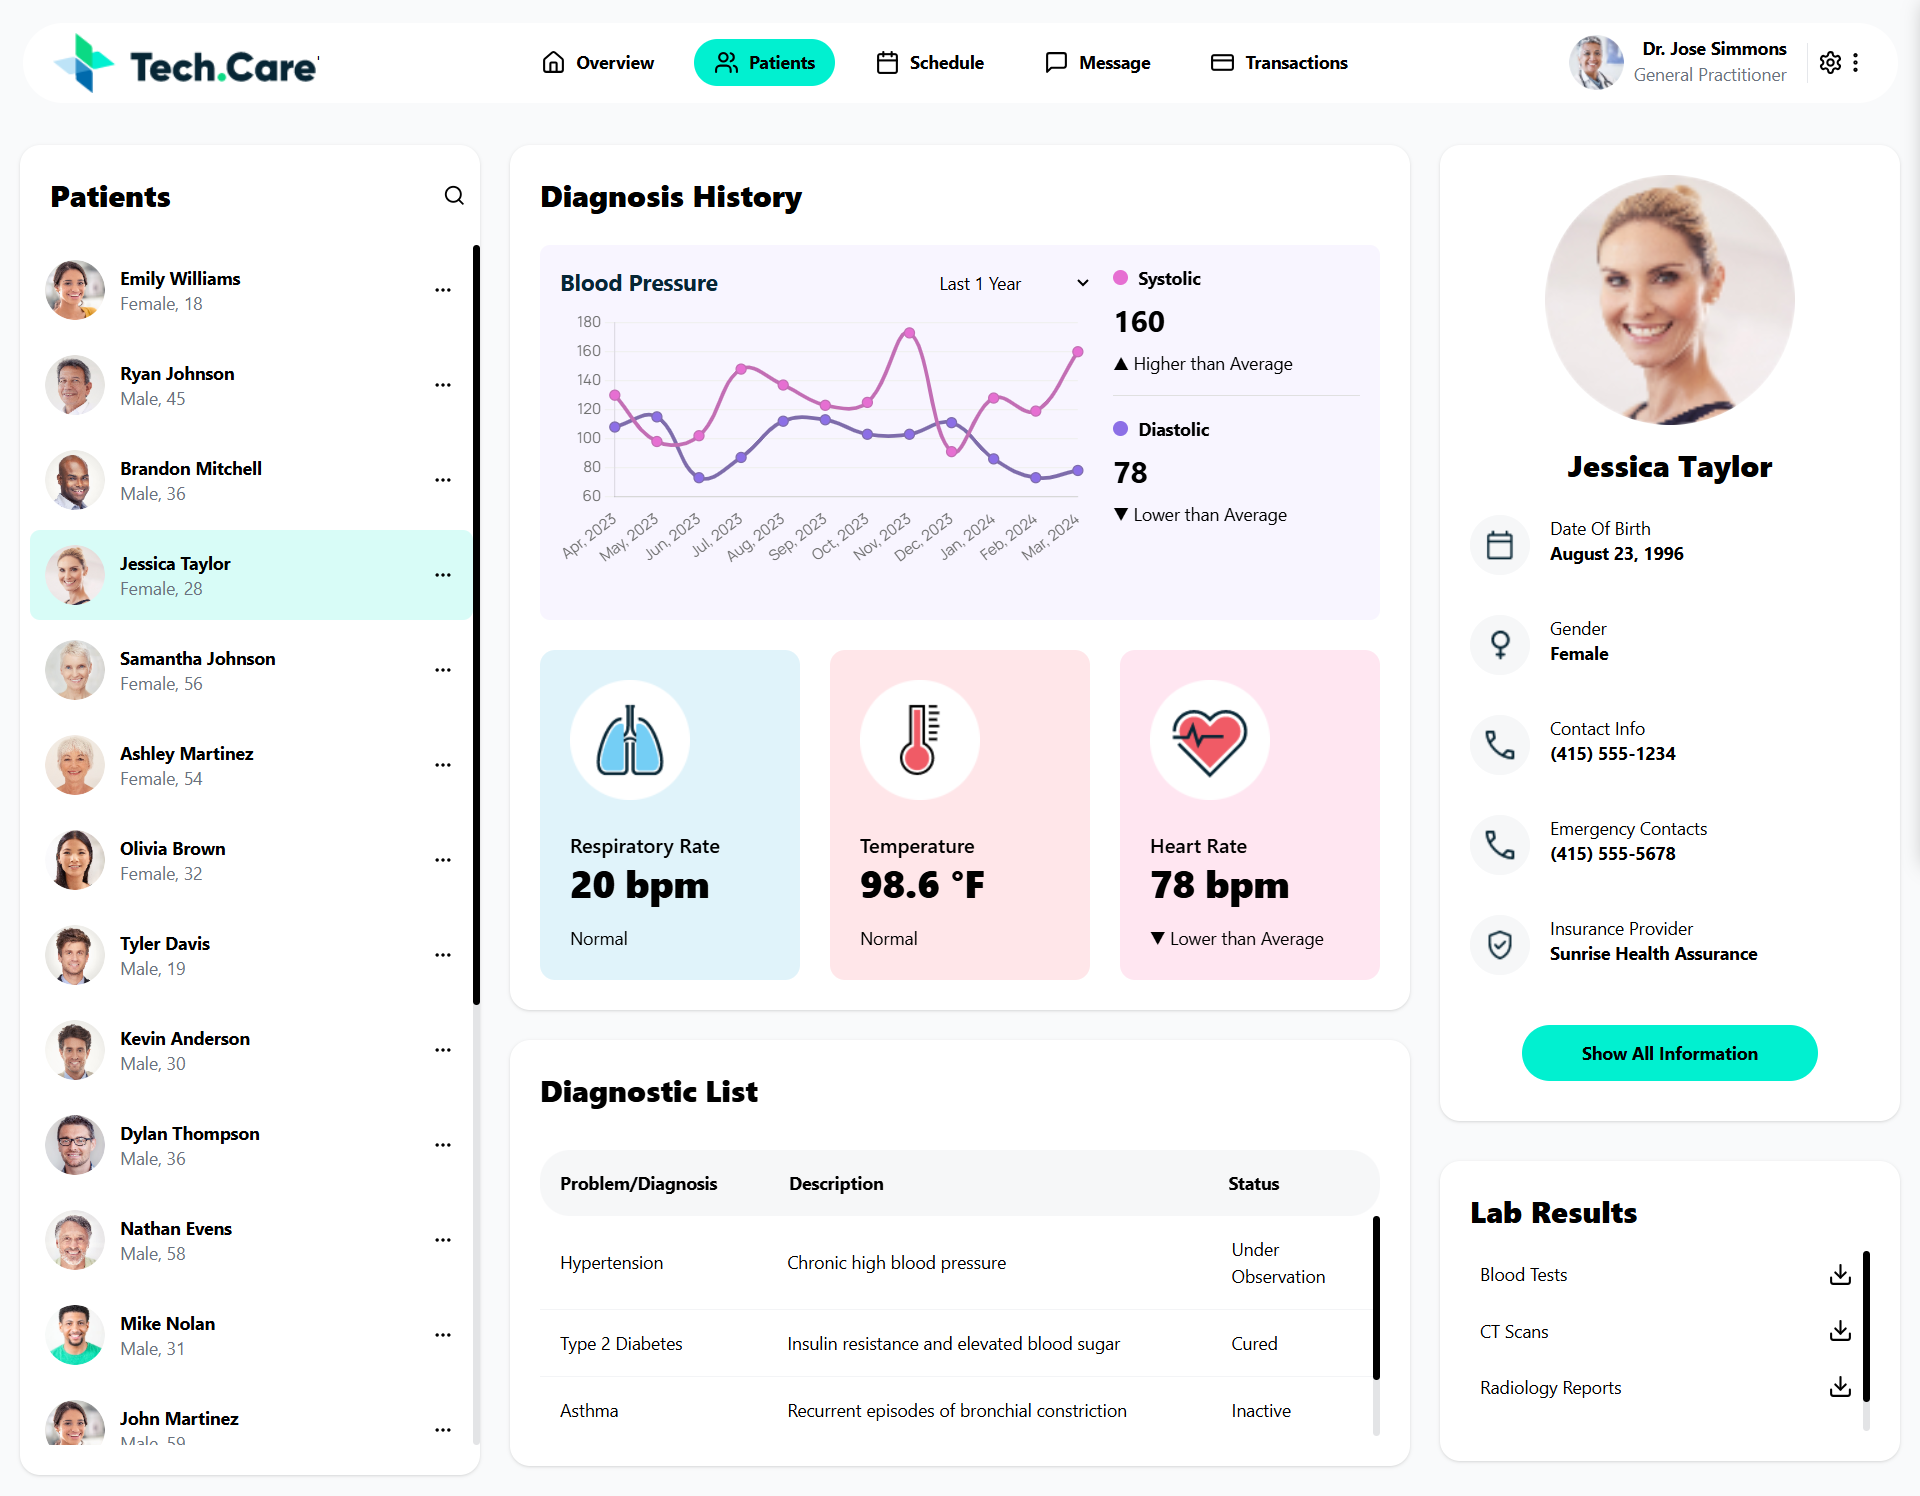 Tech.Care
Overview
Patients
Schedule
Message
Transactions
Dr. Jose Simmons
General Practitioner
Patients
Emily Williams
Female, 18
Ryan Johnson
Male, 45
Brandon Mitchell
Male, 36
Jessica Taylor
Female, 28
Samantha Johnson
Female, 56
Ashley Martinez
Female, 54
Olivia Brown
Female, 32
Tyler Davis
Male, 19
Kevin Anderson
Male, 30
Dylan Thompson
Male, 36
Nathan Evens
Male, 58
Mike Nolan
Male, 31
John Martinez
Male, 59
Diagnosis History
Blood Pressure
Last 1 Year
180
160
140
120
100
80
60
Apr, 2023
May, 2023
Jun, 2023
Jul, 2023
Aug, 2023
Sep, 2023
Oct, 2023
Nov, 2023
Dec, 2023
Jan, 2024
Feb, 2024
Mar, 2024
Systolic
160
Higher than Average
Diastolic
78
Lower than Average
Respiratory Rate
20 bpm
Normal
Temperature
98.6 °F
Normal
Heart Rate
78 bpm
Lower than Average
Diagnostic List
Problem/Diagnosis Description Status
Hypertension Chronic high blood pressure Under
Observation
Type 2 Diabetes Insulin resistance and elevated blood sugar Cured
Asthma Recurrent episodes of bronchial constriction Inactive
Jessica Taylor
Date Of Birth
August 23, 1996
Gender
Female
Contact Info
(415) 555-1234
Emergency Contacts
(415) 555-5678
Insurance Provider
Sunrise Health Assurance
Show All Information
Lab Results
Blood Tests
CT Scans
Radiology Reports